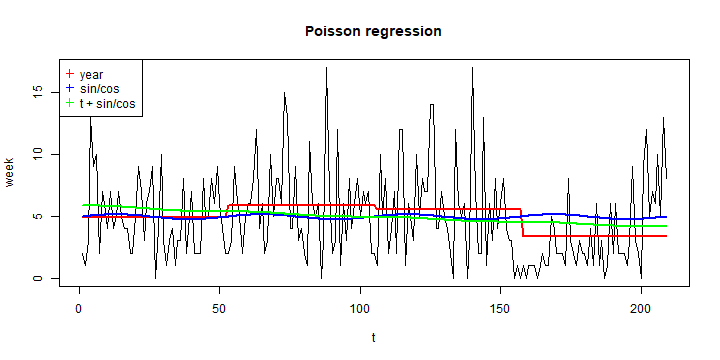 Poisson regression
year
sin/cos
t + sin/cos
week
15
10
5
0
0
50
100
150
200
t